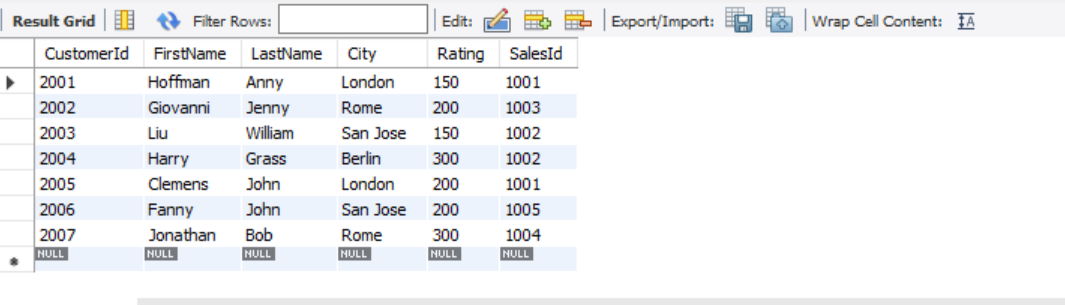 Result Grid Filter Rows: Edit: Export/Import: Wrap Cell Content: IA
CustomerId FirstName LastName City Rating SalesId
2001 Hoffman Anny London 150 1001
2002 Giovanni Jenny Rome 200 1003
2003 Liu William San Jose 150 1002
2004 Harry Grass Berlin 300 1002
2005 Clemens John London 200 1001
2006 Fanny John San Jose 200 1005
2007 Jonathan Bob Rome 300 1004
NULL NULL NULL NULL NULL NULL